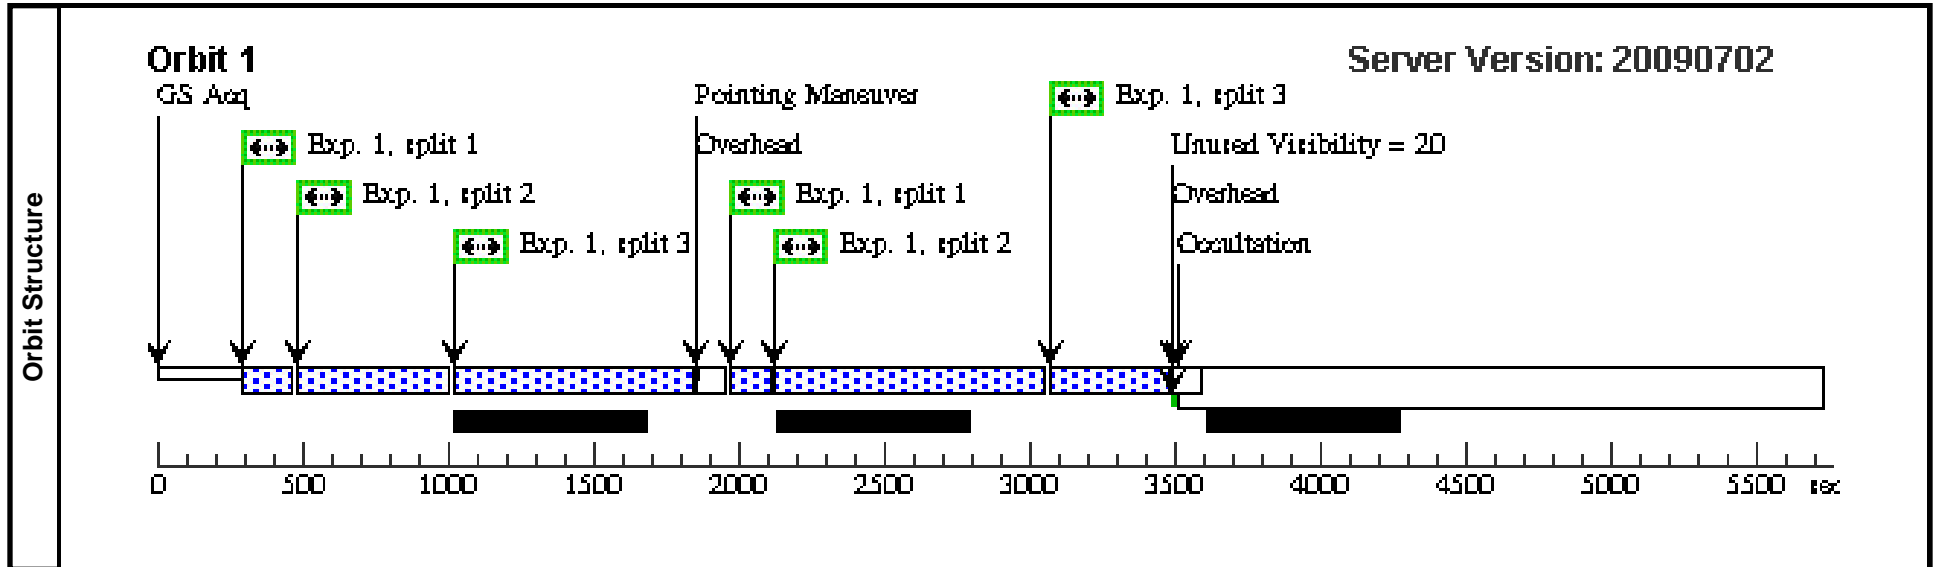 Orbit Structure
Orbit 1
Server Version: 20090702
GS Acq
Pointing Maneuver
Exp. 1, split 3
Exp. 1, split 1
Overhead
Unused Visibility = 20
Exp. 1, split 2
Exp. 1, split 1
Overhead
Exp. 1, split 3
Exp. 1, split 2
Occultation
0 500 1000 1500 2000 2500 3000 3500 4000 4500 5000 5500 sec